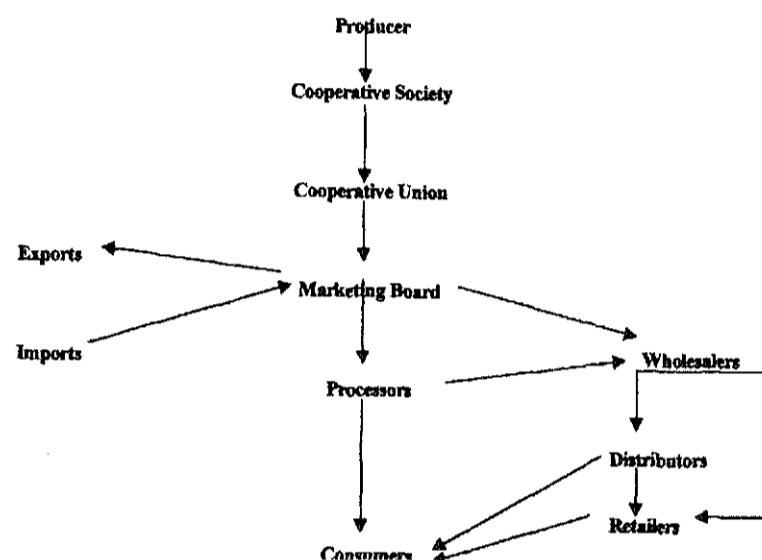 Producer
Cooperative Society
Cooperative Union
Exports
Marketing Board
Imports
Wholesalers
Processors
Distributors
Retailers
Consumers